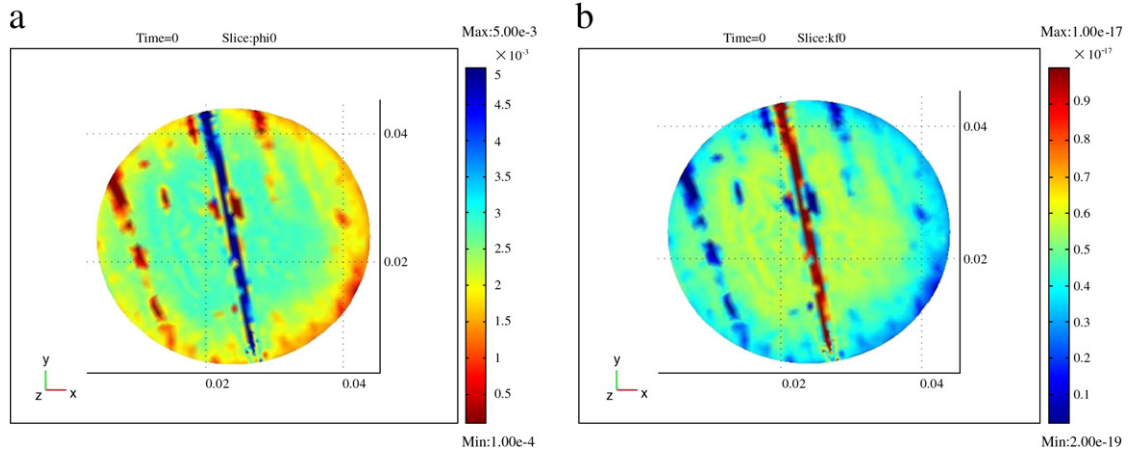 a
Time=0 Slice:phi0
Max:5.00e-3
×10⁻³
5
4.5
4
3.5
3
2.5
2
1.5
1
0.5
Min:1.00e-4
0.04
0.02
0.02 0.04
y
z x
b
Time=0 Slice:kf0
Max:1.00e-17
×10⁻¹⁷
0.9
0.8
0.7
0.6
0.5
0.4
0.3
0.2
0.1
Min:2.00e-19
0.04
0.02
0.02 0.04
y
z x